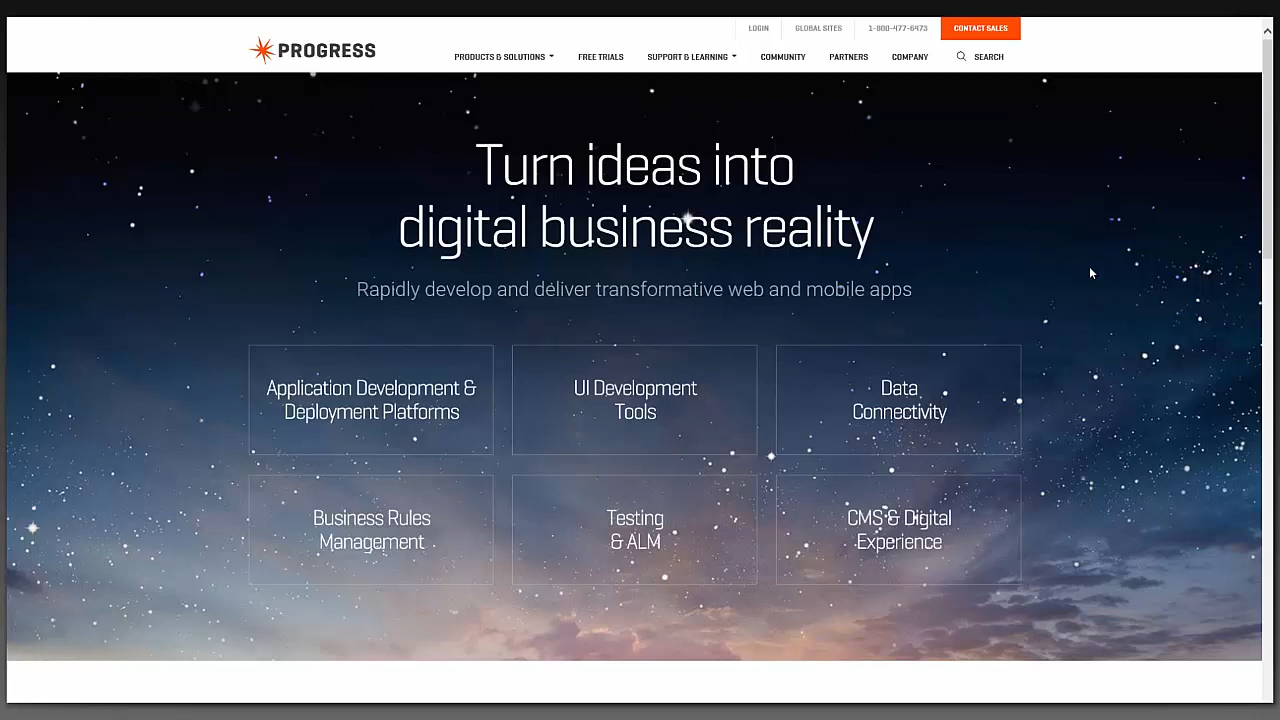 LOGIN
GLOBAL SITES
1-800-477-6473
CONTACT SALES
PROGRESS
PRODUCTS & SOLUTIONS
FREE TRIALS
SUPPORT & LEARNING
COMMUNITY
PARTNERS
COMPANY
SEARCH
Turn ideas into
digital business reality
Rapidly develop and deliver transformative web and mobile apps
Application Development &
Deployment Platforms
UI Development
Tools
Data
Connectivity
Business Rules
Management
Testing
& ALM
CMS & Digital
Experience